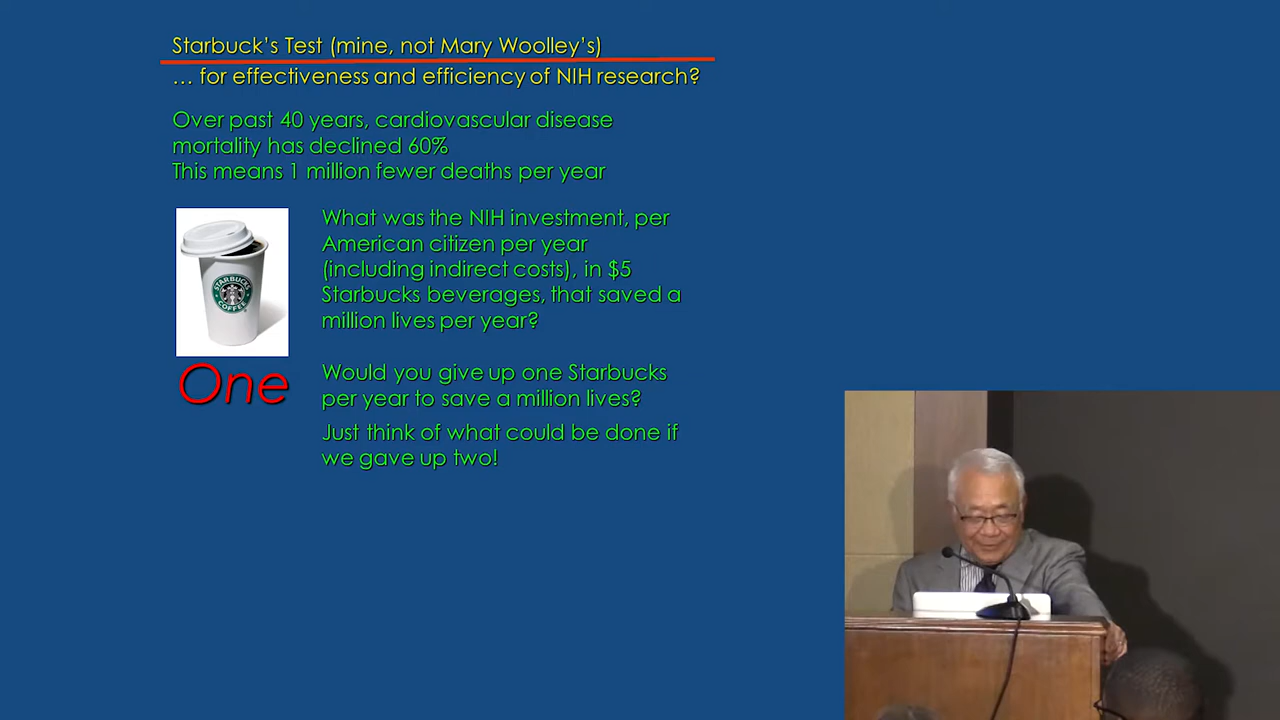 Starbuck's Test (mine, not Mary Woolley's)
... for effectiveness and efficiency of NIH research?
Over past 40 years, cardiovascular disease
mortality has declined 60%
This means 1 million fewer deaths per year
STARBUCKS
COFFEE
What was the NIH investment, per
American citizen per year
(including indirect costs), in $5
Starbucks beverages, that saved a
million lives per year?
One
Would you give up one Starbucks
per year to save a million lives?
Just think of what could be done if
we gave up two!